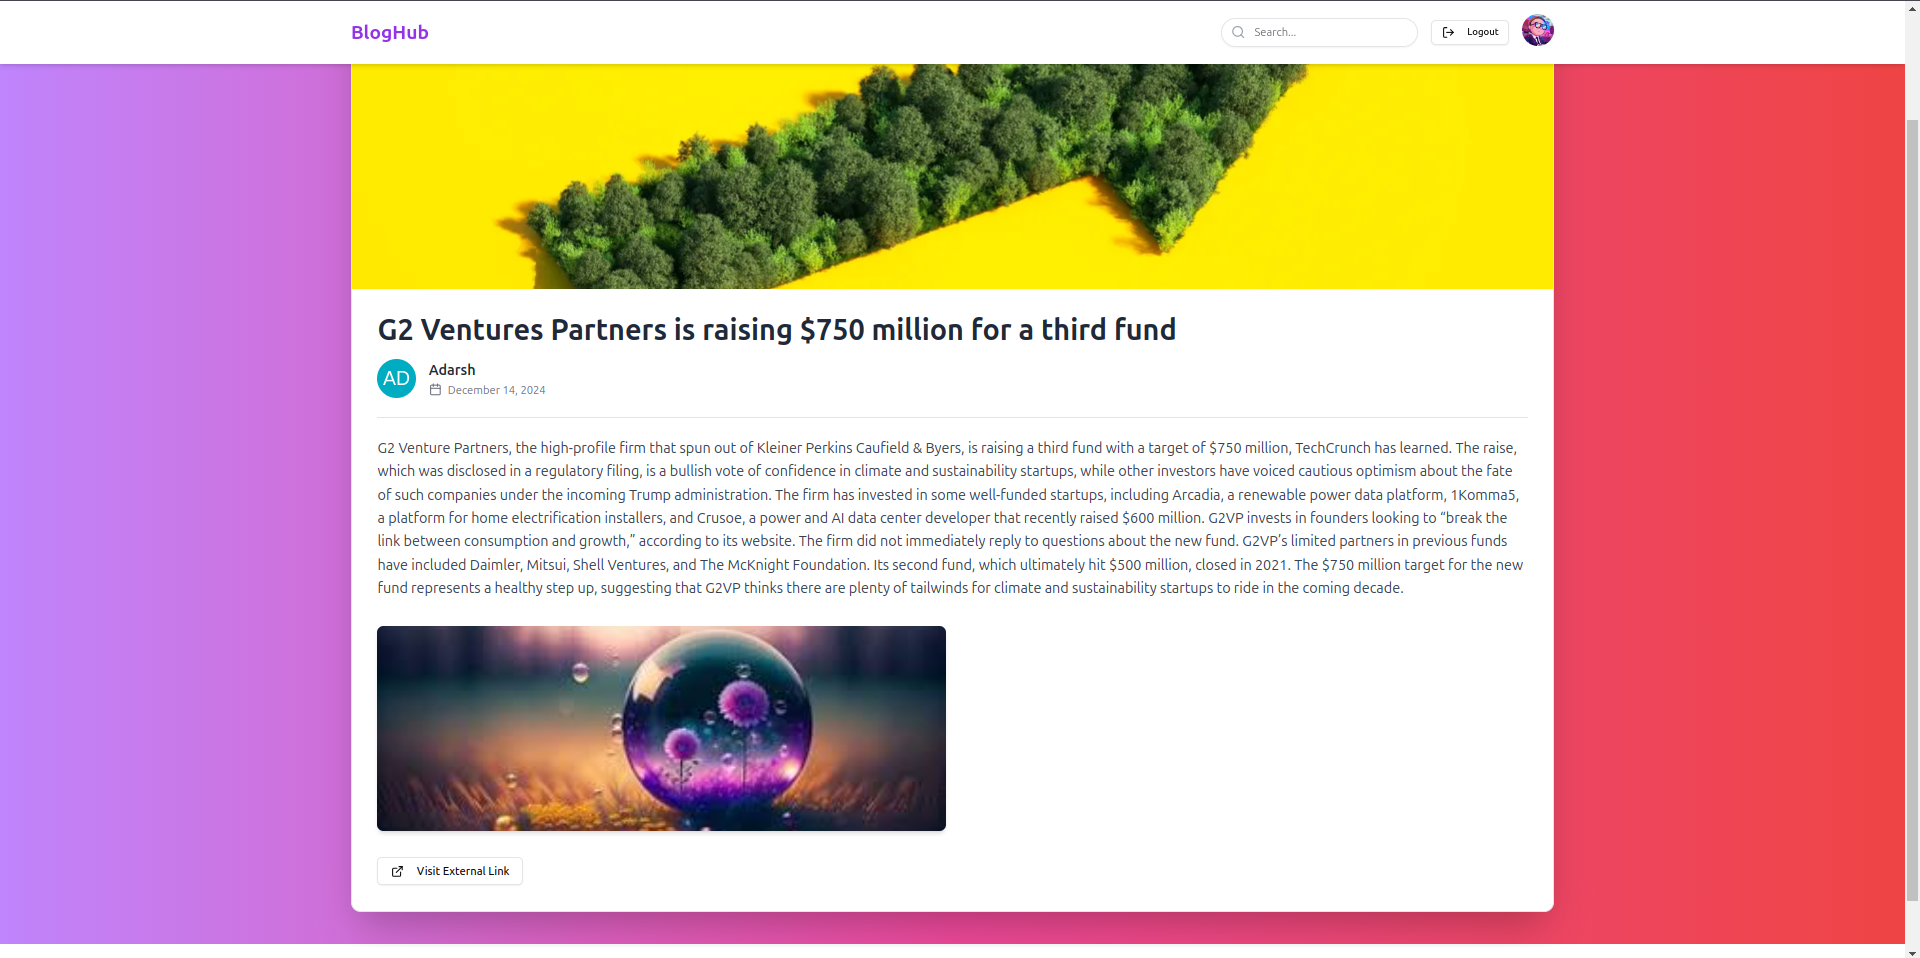 BlogHub
Search...
Logout
G2 Ventures Partners is raising $750 million for a third fund
AD
Adarsh
December 14, 2024
G2 Venture Partners, the high-profile firm that spun out of Kleiner Perkins Caufield & Byers, is raising a third fund with a target of $750 million, TechCrunch has learned. The raise,
which was disclosed in a regulatory filing, is a bullish vote of confidence in climate and sustainability startups, while other investors have voiced cautious optimism about the fate
of such companies under the incoming Trump administration. The firm has invested in some well-funded startups, including Arcadia, a renewable power data platform, 1Komma5,
a platform for home electrification installers, and Crusoe, a power and AI data center developer that recently raised $600 million. G2VP invests in founders looking to “break the
link between consumption and growth,” according to its website. The firm did not immediately reply to questions about the new fund. G2VP’s limited partners in previous funds
have included Daimler, Mitsui, Shell Ventures, and The McKnight Foundation. Its second fund, which ultimately hit $500 million, closed in 2021. The $750 million target for the new
fund represents a healthy step up, suggesting that G2VP thinks there are plenty of tailwinds for climate and sustainability startups to ride in the coming decade.
Visit External Link